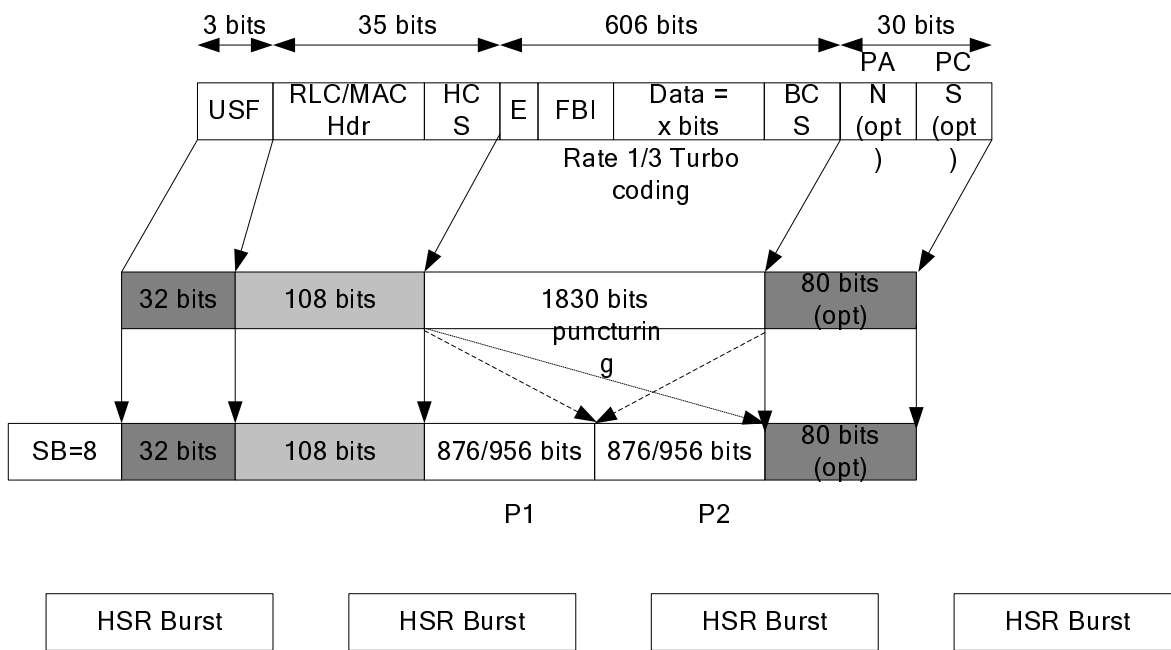 3 bits
35 bits
606 bits
30 bits
USF
RLC/MAC
Hdr
HC
S
E
FBI
Data =
x bits
BC
S
PA
N
(opt
)
PC
S
(opt
)
Rate 1/3 Turbo
coding
32 bits
108 bits
1830 bits
80 bits
(opt)
puncturin
g
SB=8
32 bits
108 bits
876/956 bits
876/956 bits
80 bits
(opt)
P1
P2
HSR Burst
HSR Burst
HSR Burst
HSR Burst